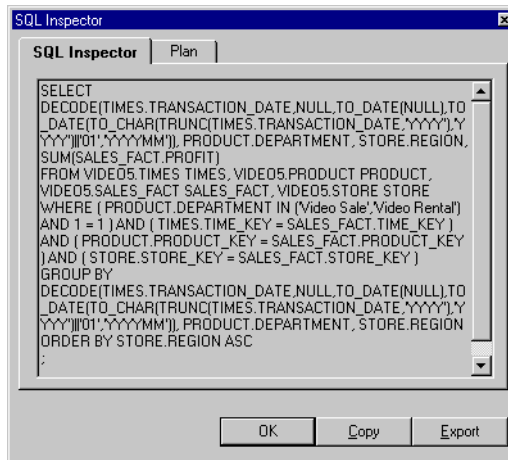 SQL Inspector
SQL Inspector Plan
SELECT
DECODE(TIMES.TRANSACTION_DATE,NULL,TO_DATE(NULL),TO
_DATE(TO_CHAR(TRUNC(TIMES.TRANSACTION_DATE,'YYYY'),'Y
YYY')||'01','YYYYMM')), PRODUCT.DEPARTMENT, STORE.REGION,
SUM(SALES_FACT.PROFIT)
FROM VIDEO5.TIMES TIMES, VIDEO5.PRODUCT PRODUCT,
VIDEO5.SALES_FACT SALES_FACT, VIDEO5.STORE STORE
WHERE ( PRODUCT.DEPARTMENT IN ('Video Sale','Video Rental')
AND 1 = 1 ) AND ( TIMES.TIME_KEY = SALES_FACT.TIME_KEY )
AND ( PRODUCT.PRODUCT_KEY = SALES_FACT.PRODUCT_KEY
) AND ( STORE.STORE_KEY = SALES_FACT.STORE_KEY )
GROUP BY
DECODE(TIMES.TRANSACTION_DATE,NULL,TO_DATE(NULL),TO
_DATE(TO_CHAR(TRUNC(TIMES.TRANSACTION_DATE,'YYYY'),'Y
YYY')||'01','YYYYMM')), PRODUCT.DEPARTMENT, STORE.REGION
ORDER BY STORE.REGION ASC
;
OK Copy Export